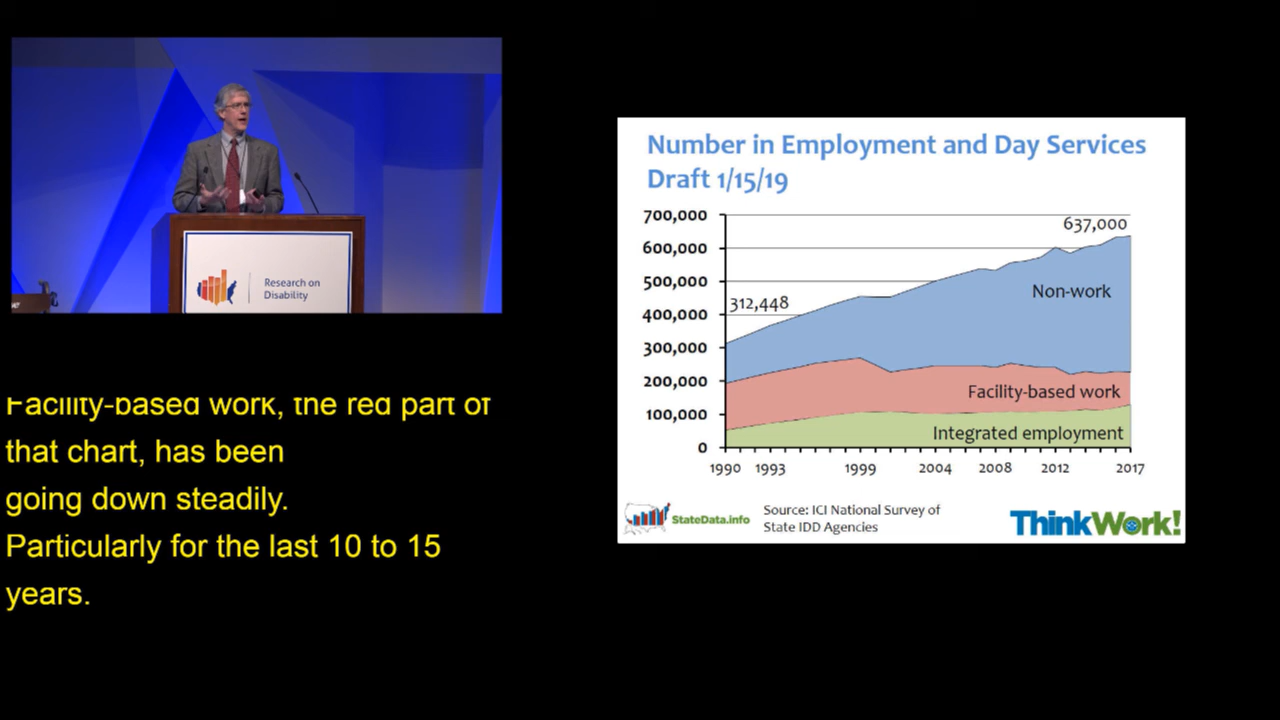 Research on
Disability
Facility-based work, the red part of
that chart, has been
going down steadily.
Particularly for the last 10 to 15
years.
Number in Employment and Day Services
Draft 1/15/19
700,000
600,000
500,000
400,000
300,000
200,000
100,000
0
637,000
312,448
Non-work
Facility-based work
Integrated employment
1990 1993 1999 2004 2008 2012 2017
StateData.info
Source: ICI National Survey of
State IDD Agencies
ThinkWork!